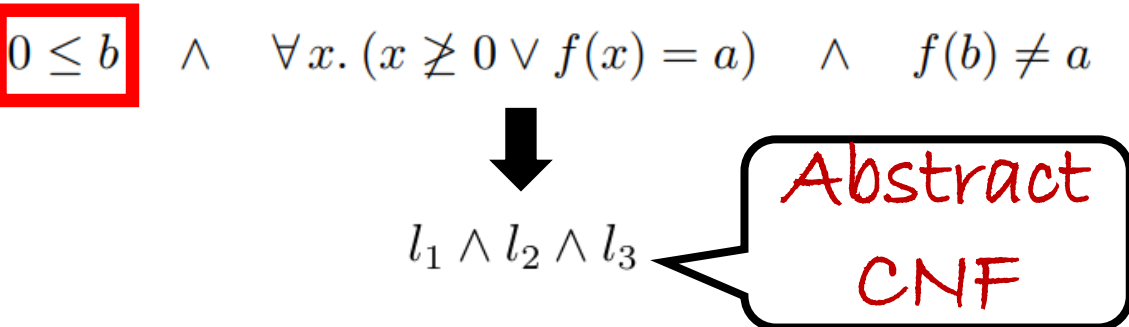 0 ≤ b ∧ ∀x. (x ≱ 0 ∨ f(x) = a) ∧ f(b) ≠ a
l₁ ∧ l₂ ∧ l₃
Abstract
CNF